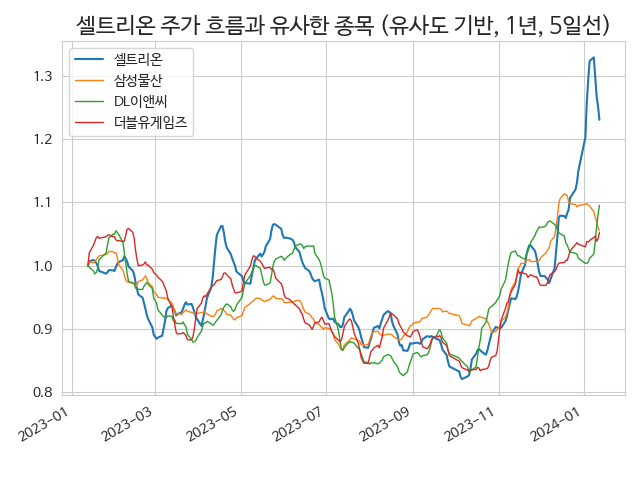 셀트리온 주가 흐름과 유사한 종목 (유사도 기반, 1년, 5일선)
셀트리온
삼성물산
DL이앤씨
더블유게임즈
1.3
1.2
1.1
1.0
0.9
0.8
2023-01
2023-03
2023-05
2023-07
2023-09
2023-11
2024-01